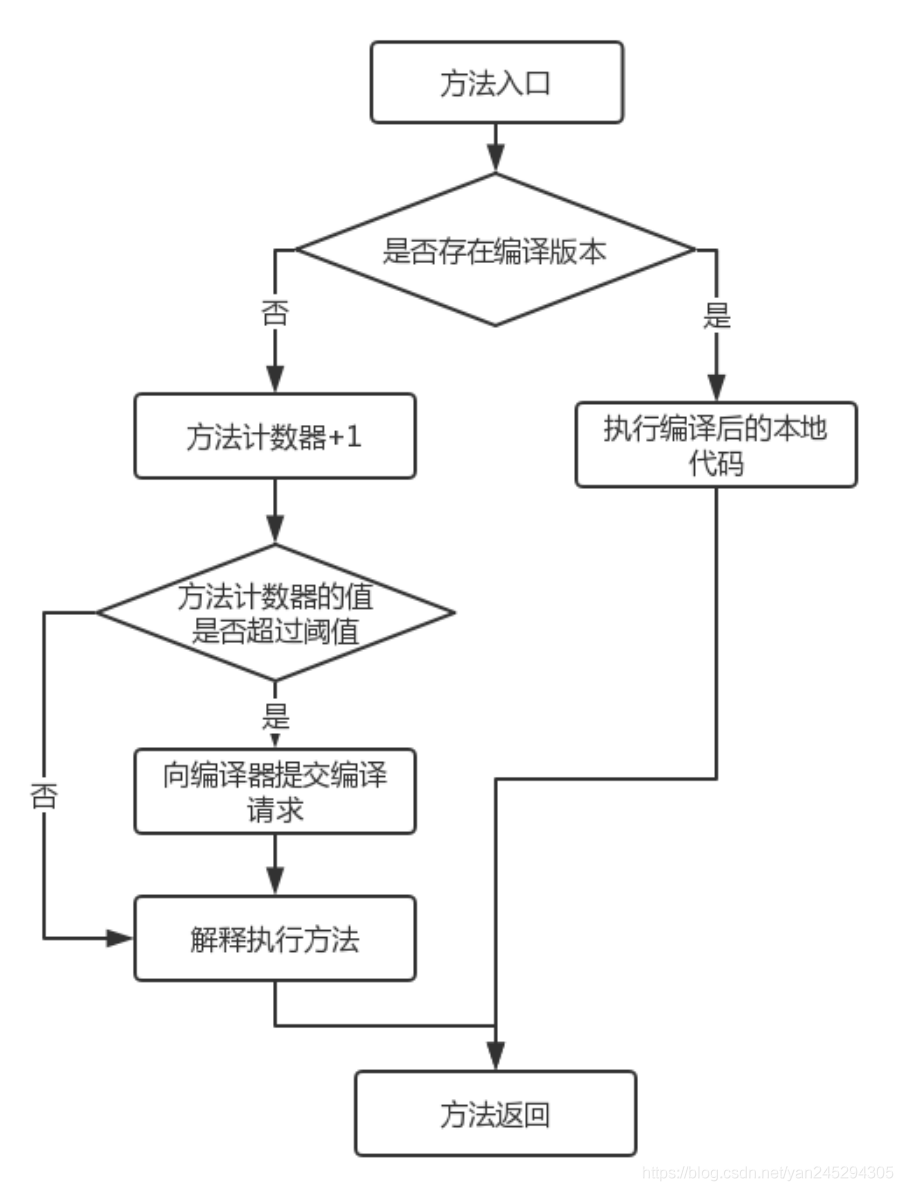 方法入口
是否存在编译版本
否
是
方法计数器+1
执行编译后的本地
代码
方法计数器的值
是否超过阈值
是
向编译器提交编译
请求
否
解释执行方法
方法返回
https://blog.csdn.net/yan245294305